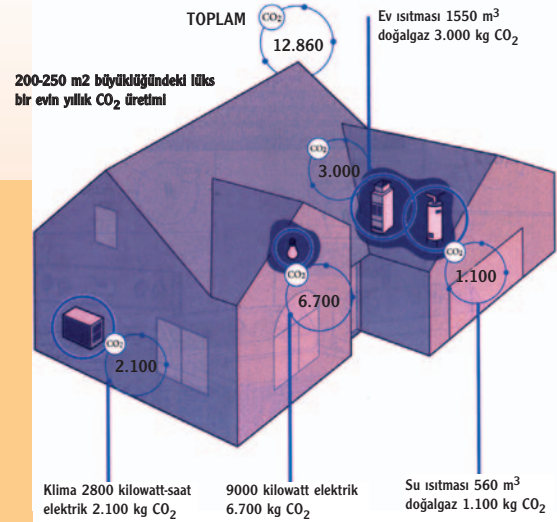 TOPLAM
CO2
12.860
Ev ısıtması 1550 m³
doğalgaz 3.000 kg CO2
200-250 m2 büyüklüğündeki lüks
bir evin yıllık CO2 üretimi
CO2
3.000
CO2
1.100
CO2
6.700
CO2
2.100
Klima 2800 kilowatt-saat
elektrik 2.100 kg CO2
9000 kilowatt elektrik
6.700 kg CO2
Su ısıtması 560 m³
doğalgaz 1.100 kg CO2